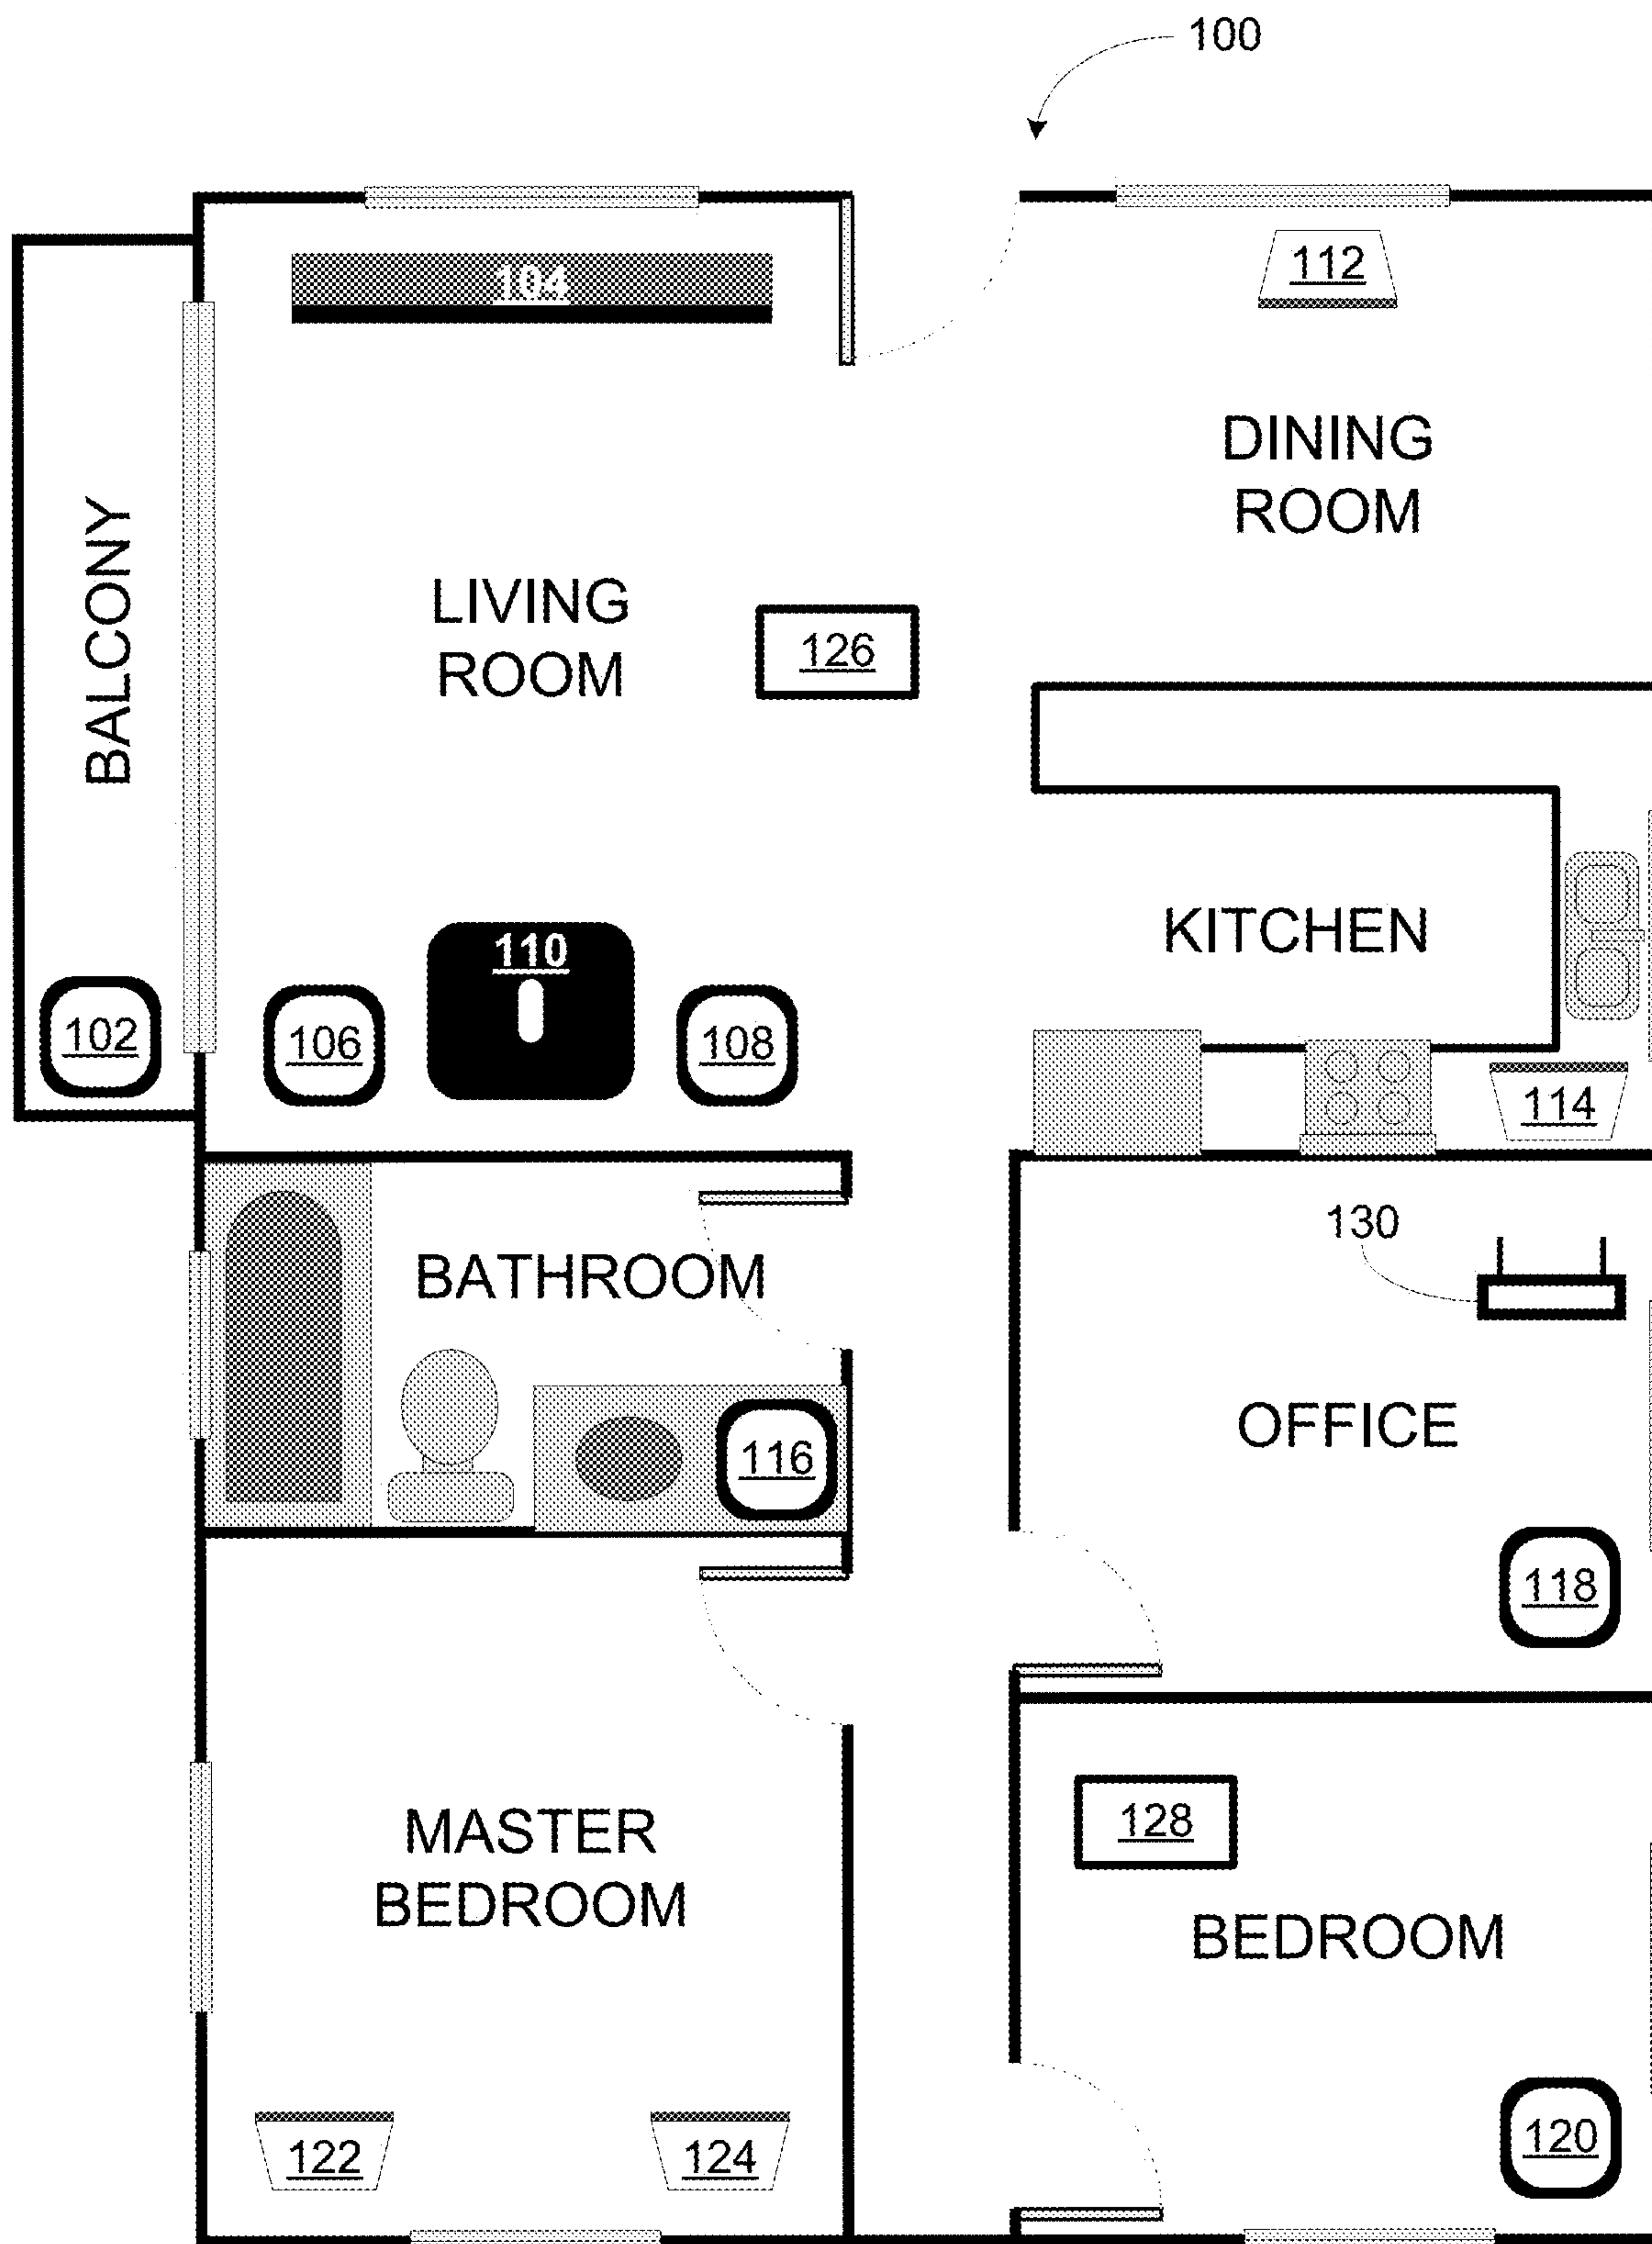 100
104
112
DINING
ROOM
BALCONY
LIVING
ROOM
126
KITCHEN
110
102
106
108
114
130
BATHROOM
OFFICE
116
118
128
MASTER
BEDROOM
BEDROOM
122
124
120